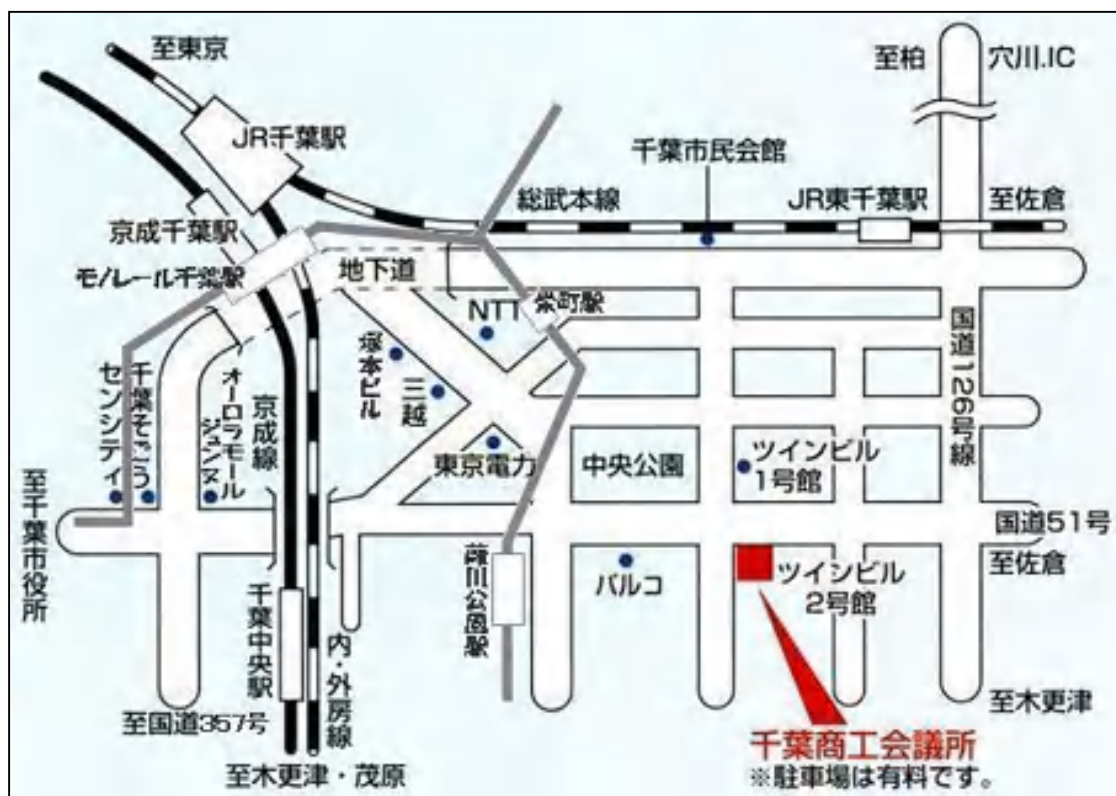 至東京
至柏
穴川.IC
JR千葉駅
千葉市民会館
総武本線
JR東千葉駅
至佐倉
京成千葉駅
モノレール千葉駅
地下道
NTT
栄町駅
国道126号線
塚本ビル
三越
センシティ
千葉そごう
オーロラモール
ジュンヌ
京成線
東京電力
中央公園
ツインビル
1号館
至千葉市役所
国道51号
至佐倉
葭川公園駅
パルコ
ツインビル
2号館
千葉中央駅
内・外房線
至国道357号
至木更津
千葉商工会議所
※駐車場は有料です。
至木更津・茂原